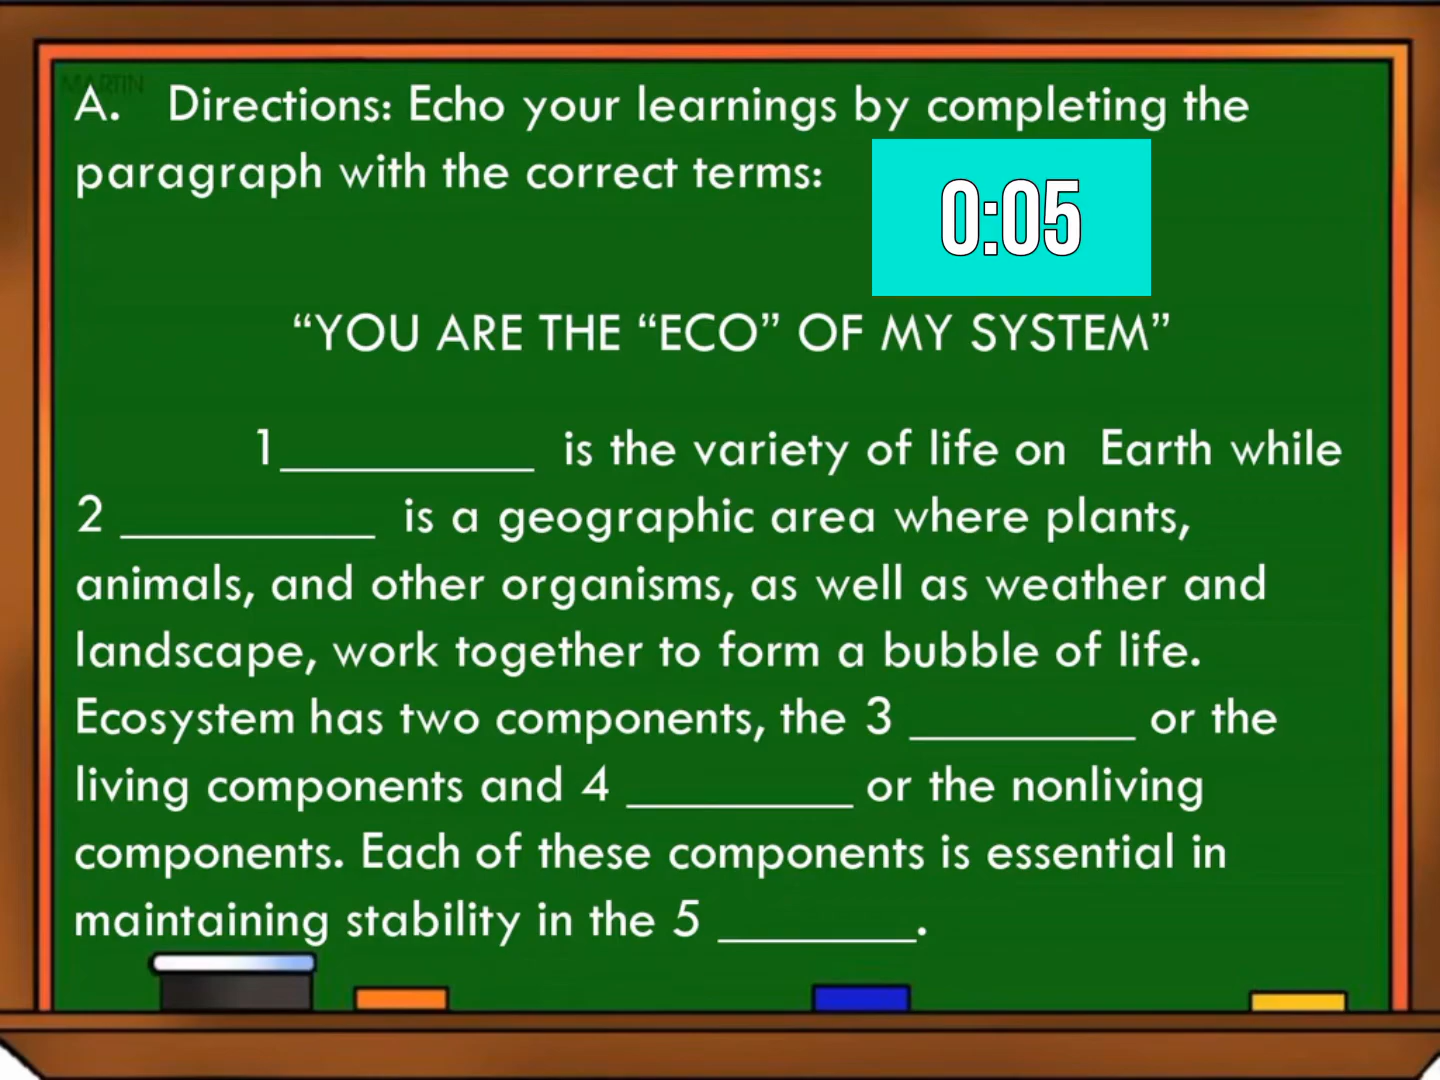 MARTIN
A. Directions: Echo your learnings by completing the
paragraph with the correct terms:
0:05
“YOU ARE THE “ECO” OF MY SYSTEM”
1__________ is the variety of life on Earth while
2 __________ is a geographic area where plants,
animals, and other organisms, as well as weather and
landscape, work together to form a bubble of life.
Ecosystem has two components, the 3 _________ or the
living components and 4 _________ or the nonliving
components. Each of these components is essential in
maintaining stability in the 5 ________.